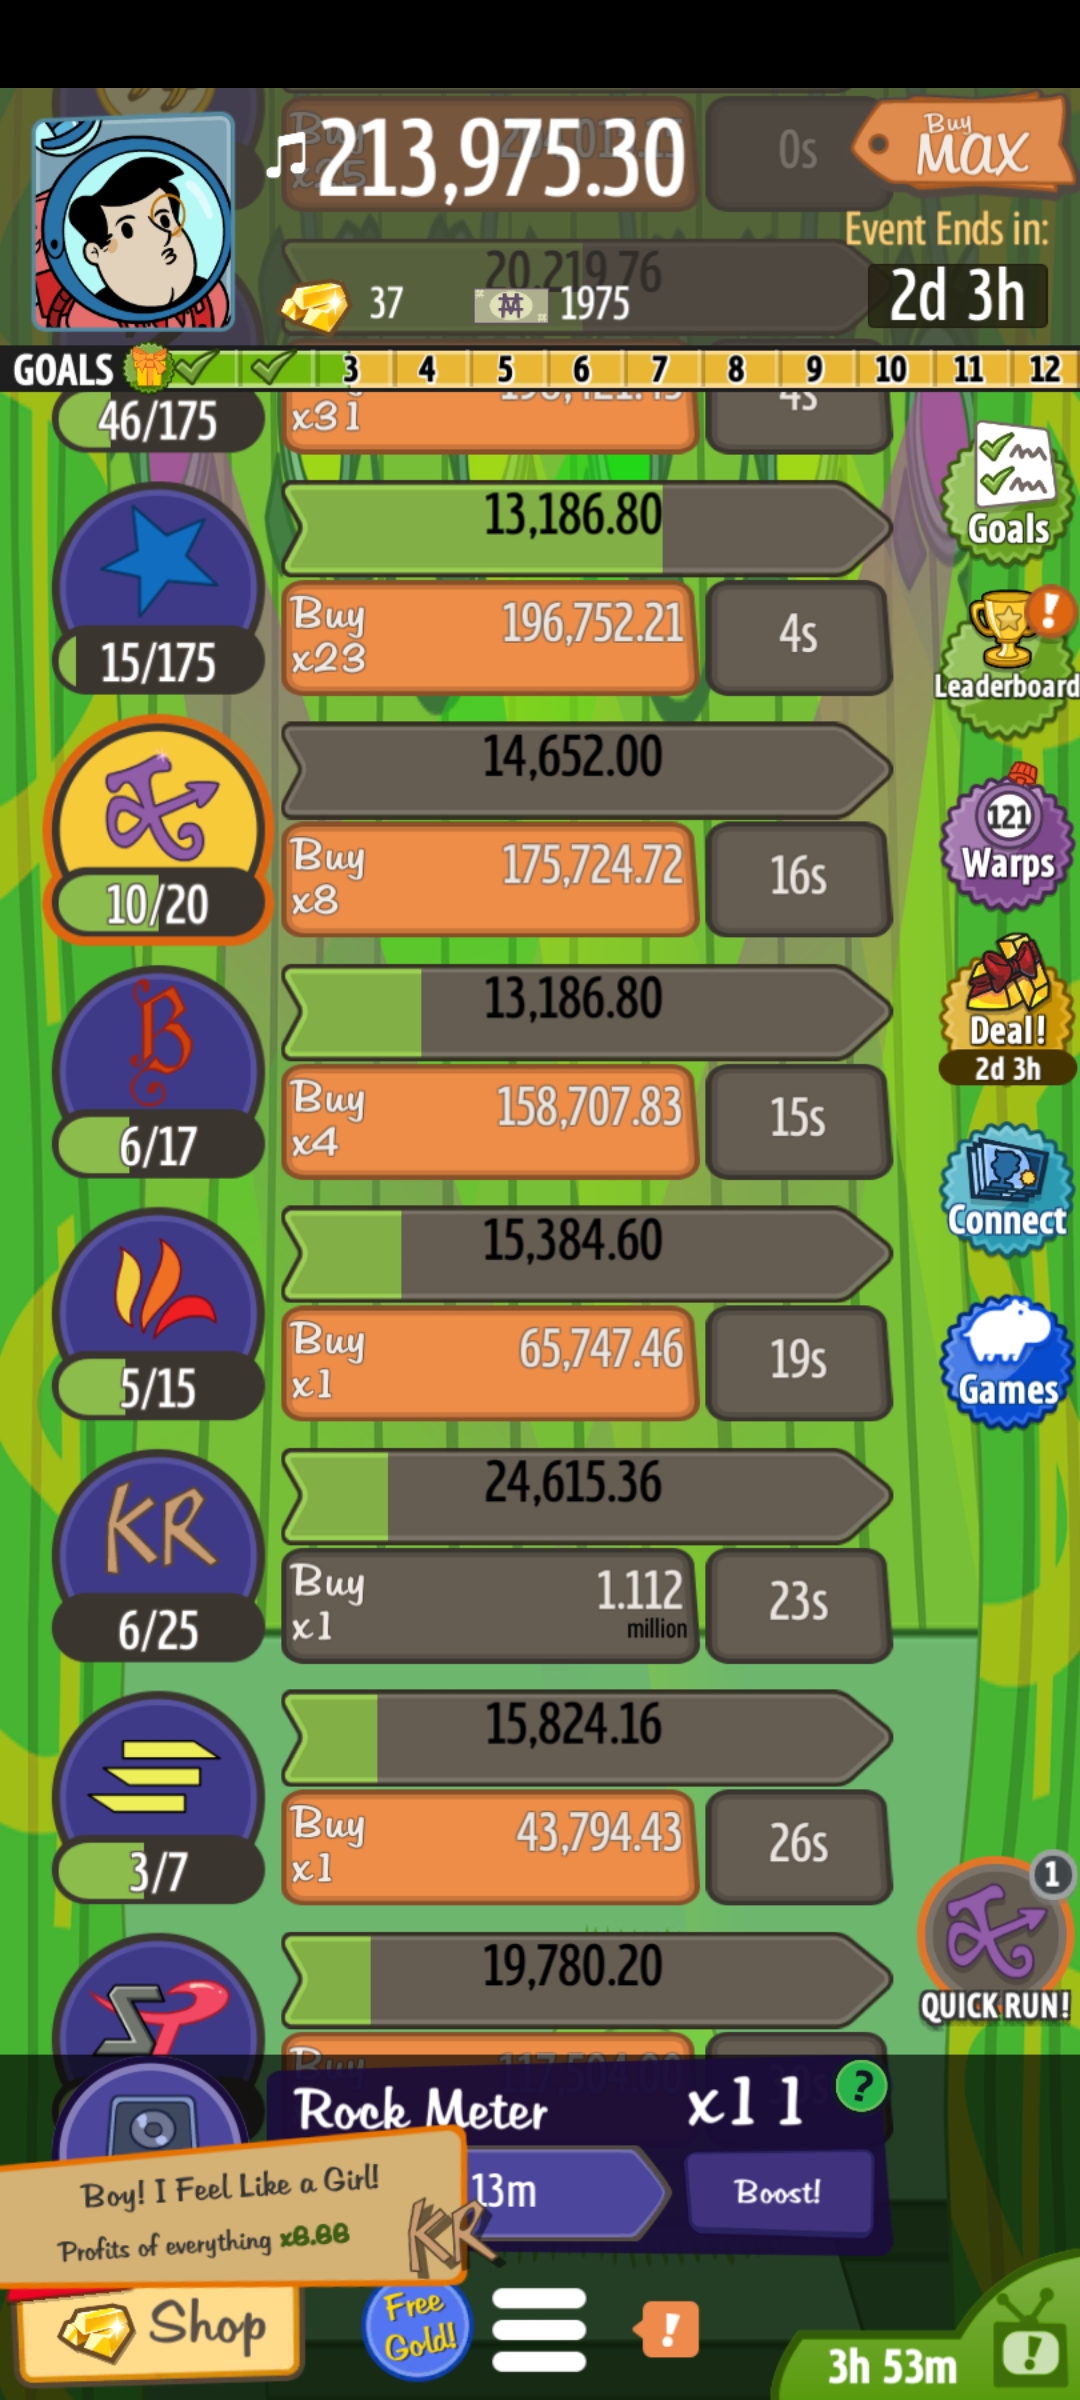 213,975.30
Buy
MAX
0s
Event Ends in:
20,219.76
37
1975
2d 3h
GOALS
3 4 5 6 7 8 9 10 11 12
46/175
x31
4s
13,186.80
Goals
15/175
Buy
x23
196,752.21
4s
Leaderboard
14,652.00
10/20
Buy
x8
175,724.72
16s
121
Warps
13,186.80
B
6/17
Buy
x4
158,707.83
15s
Deal!
2d 3h
15,384.60
Connect
5/15
Buy
x1
65,747.46
19s
Games
24,615.36
KR
6/25
Buy
x1
1.112
million
23s
15,824.16
3/7
Buy
x1
43,794.43
26s
1
QUICK RUN!
19,780.20
Buy
Rock Meter
x11
?
13m
Boost!
Boy! I Feel Like a Girl!
Profits of everything x8.88
KR
Shop
Free
Gold!
!
3h 53m